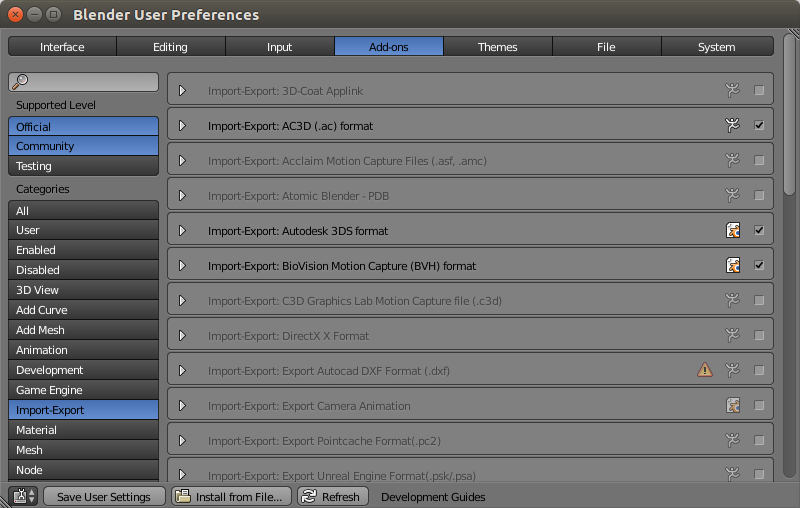 Blender User Preferences
Interface Editing Input Add-ons Themes File System
Supported Level
Official
Community
Testing
Categories
All
User
Enabled
Disabled
3D View
Add Curve
Add Mesh
Animation
Development
Game Engine
Import-Export
Material
Mesh
Node
Import-Export: 3D-Coat Applink
Import-Export: AC3D (.ac) format
Import-Export: Acclaim Motion Capture Files (.asf, .amc)
Import-Export: Atomic Blender - PDB
Import-Export: Autodesk 3DS format
Import-Export: BioVision Motion Capture (BVH) format
Import-Export: C3D Graphics Lab Motion Capture file (.c3d)
Import-Export: DirectX X Format
Import-Export: Export Autocad DXF Format (.dxf)
Import-Export: Export Camera Animation
Import-Export: Export Pointcache Format(.pc2)
Import-Export: Export Unreal Engine Format(.psk/.psa)
Save User Settings Install from File... Refresh Development Guides